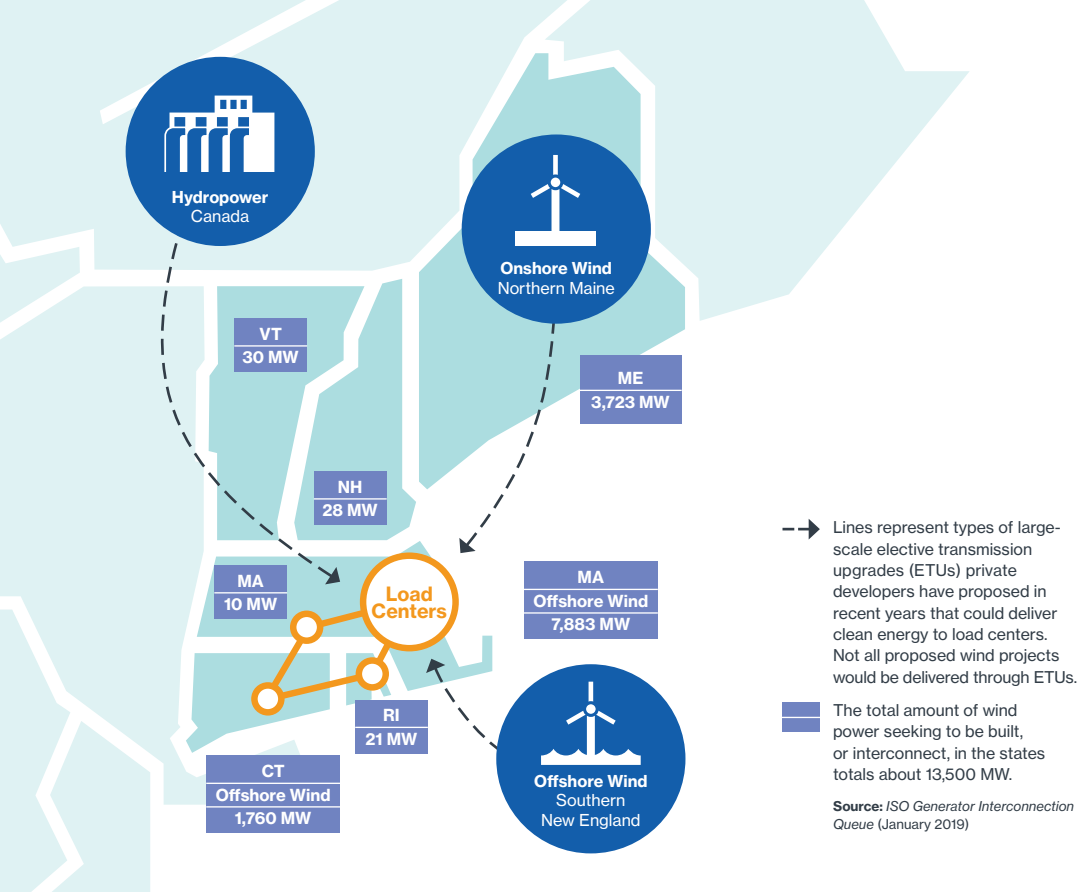 Hydropower
Canada
Onshore Wind
Northern Maine
VT
30 MW
ME
3,723 MW
NH
28 MW
MA
10 MW
Load
Centers
MA
Offshore Wind
7,883 MW
RI
21 MW
CT
Offshore Wind
1,760 MW
Offshore Wind
Southern
New England
Lines represent types of large-
scale elective transmission
upgrades (ETUs) private
developers have proposed in
recent years that could deliver
clean energy to load centers.
Not all proposed wind projects
would be delivered through ETUs.
The total amount of wind
power seeking to be built,
or interconnect, in the states
totals about 13,500 MW.
Source: ISO Generator Interconnection
Queue (January 2019)